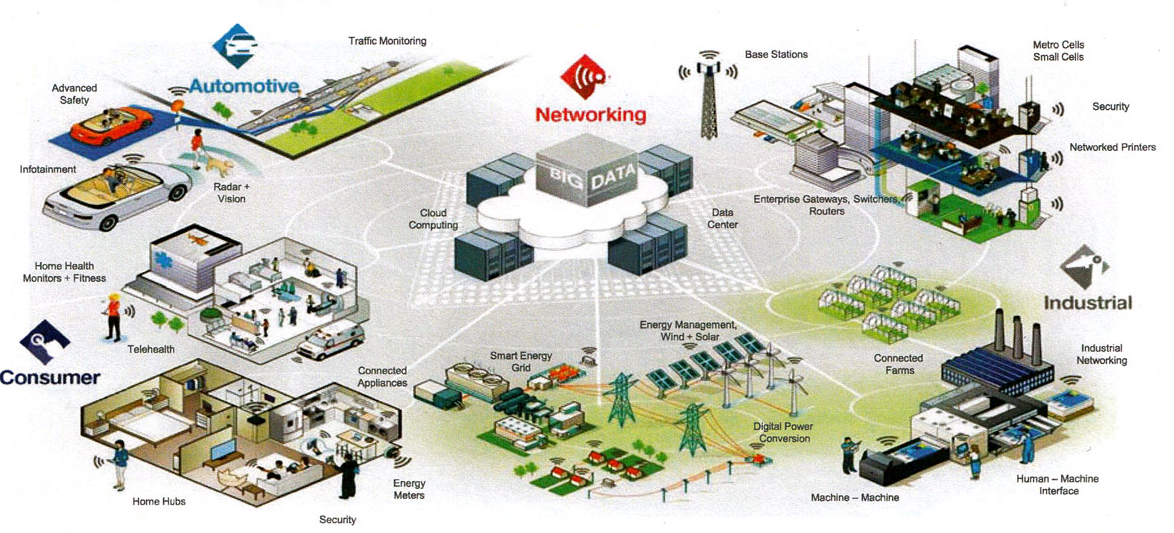 Automotive
Traffic Monitoring
Advanced
Safety
Infotainment
Radar +
Vision
Networking
BIG DATA
Cloud
Computing
Data
Center
Base Stations
Metro Cells
Small Cells
Security
Networked Printers
Enterprise Gateways, Switchers,
Routers
Home Health
Monitors + Fitness
Telehealth
Consumer
Connected
Appliances
Home Hubs
Security
Energy
Meters
Smart Energy
Grid
Energy Management,
Wind + Solar
Digital Power
Conversion
Industrial
Connected
Farms
Industrial
Networking
Machine – Machine
Human – Machine
Interface